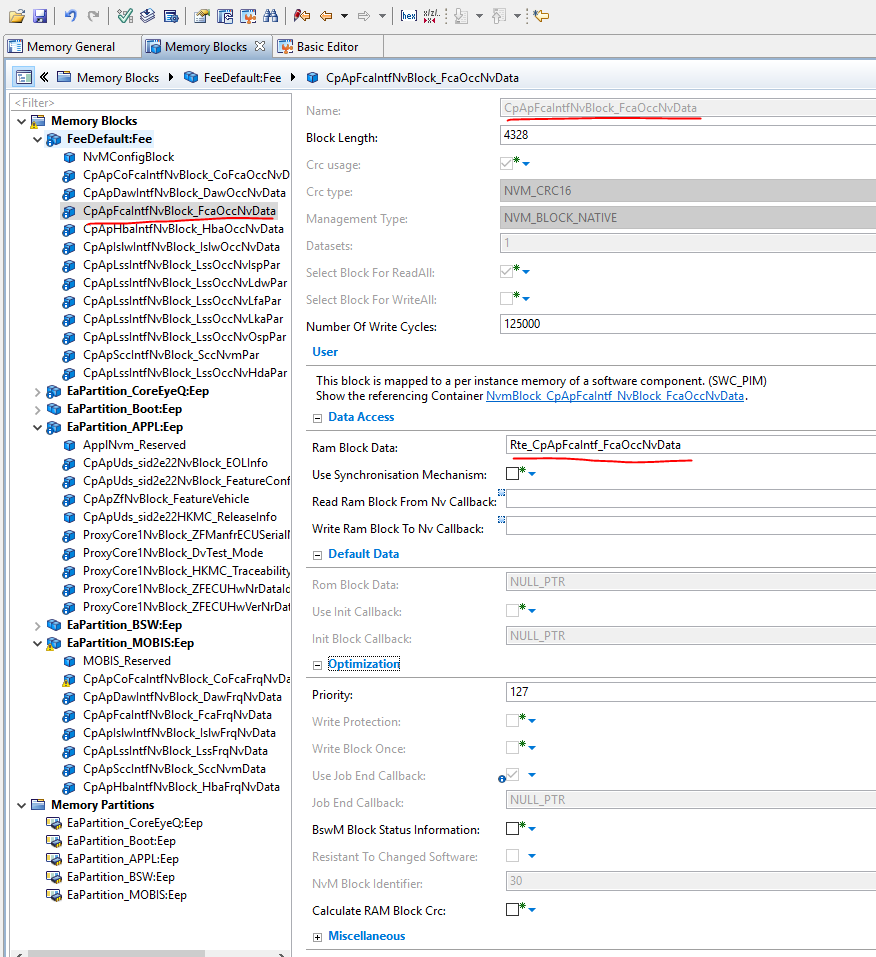 Memory General
Memory Blocks
Basic Editor
Memory Blocks
FeeDefault:Fee
CpApFcaIntfNvBlock_FcaOccNvData
<Filter>
Memory Blocks
FeeDefault:Fee
NvMConfigBlock
CpApCoFcaIntfNvBlock_CoFcaOccNvD
CpApDawIntfNvBlock_DawOccNvData
CpApFcaIntfNvBlock_FcaOccNvData
CpApHbaIntfNvBlock_HbaOccNvData
CpApIslwIntfNvBlock_IslwOccNvData
CpApLssIntfNvBlock_LssOccNvIspPar
CpApLssIntfNvBlock_LssOccNvLdwPar
CpApLssIntfNvBlock_LssOccNvLfaPar
CpApLssIntfNvBlock_LssOccNvLkaPar
CpApLssIntfNvBlock_LssOccNvOspPar
CpApSccIntfNvBlock_SccNvmPar
CpApLssIntfNvBlock_LssOccNvHdaPar
EaPartition_CoreEyeQ:Eep
EaPartition_Boot:Eep
EaPartition_APPL:Eep
ApplNvm_Reserved
CpApUds_sid2e22NvBlock_EOLInfo
CpApUds_sid2e22NvBlock_FeatureConf
CpApZfNvBlock_FeatureVehicle
CpApUds_sid2e22HKMC_ReleaseInfo
ProxyCore1NvBlock_ZFManfrECUSerialN
ProxyCore1NvBlock_DvTest_Mode
ProxyCore1NvBlock_HKMC_Traceability
ProxyCore1NvBlock_ZFECUHwNrDataIc
ProxyCore1NvBlock_ZFECUHwVerNrDat
EaPartition_BSW:Eep
EaPartition_MOBIS:Eep
MOBIS_Reserved
CpApCoFcaIntfNvBlock_CoFcaFrqNvDa
CpApDawIntfNvBlock_DawFrqNvData
CpApFcaIntfNvBlock_FcaFrqNvData
CpApIslwIntfNvBlock_IslwFrqNvData
CpApLssIntfNvBlock_LssFrqNvData
CpApSccIntfNvBlock_SccNvmData
CpApHbaIntfNvBlock_HbaFrqNvData
Memory Partitions
EaPartition_CoreEyeQ:Eep
EaPartition_Boot:Eep
EaPartition_APPL:Eep
EaPartition_BSW:Eep
EaPartition_MOBIS:Eep
Name: CpApFcaIntfNvBlock_FcaOccNvData
Block Length: 4328
Crc usage:
Crc type: NVM_CRC16
Management Type: NVM_BLOCK_NATIVE
Datasets: 1
Select Block For ReadAll:
Select Block For WriteAll:
Number Of Write Cycles: 125000
User
This block is mapped to a per instance memory of a software component. (SWC_PIM)
Show the referencing Container NvmBlock_CpApFcaIntf_NvBlock_FcaOccNvData.
Data Access
Ram Block Data: Rte_CpApFcaIntf_FcaOccNvData
Use Synchronisation Mechanism:
Read Ram Block From Nv Callback:
Write Ram Block To Nv Callback:
Default Data
Rom Block Data: NULL_PTR
Use Init Callback:
Init Block Callback: NULL_PTR
Optimization
Priority: 127
Write Protection:
Write Block Once:
Use Job End Callback:
Job End Callback: NULL_PTR
BswM Block Status Information:
Resistant To Changed Software:
NvM Block Identifier: 30
Calculate RAM Block Crc:
Miscellaneous